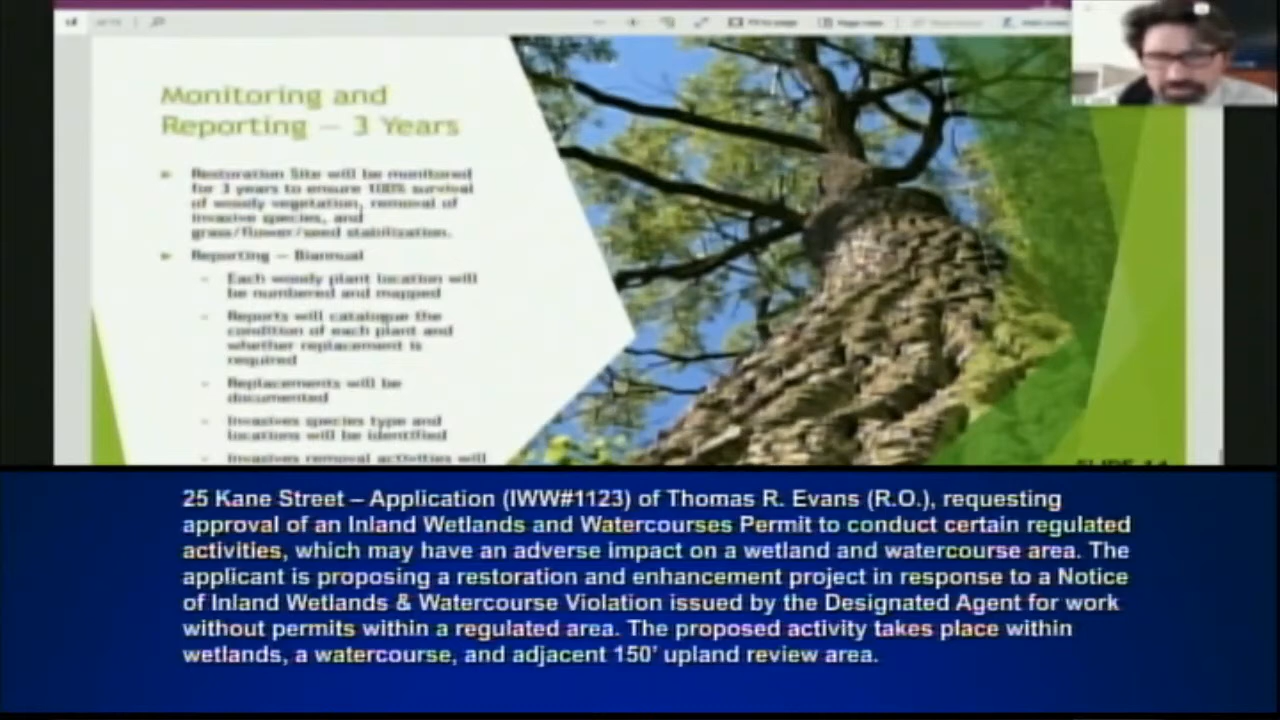 Monitoring and
Reporting – 3 Years
Restoration Site will be monitored
for 3 years to ensure 100% survival
of woody vegetation, removal of
invasive species, and
grass/flower/seed stabilization.
Reporting – Biannual
- Each woody plant location will
be numbered and mapped
- Reports will catalogue the
condition of each plant and
whether replacement is
required
- Replacements will be
documented
- Invasives species type and
locations will be identified
- Invasives removal activities will
25 Kane Street – Application (IWW#1123) of Thomas R. Evans (R.O.), requesting
approval of an Inland Wetlands and Watercourses Permit to conduct certain regulated
activities, which may have an adverse impact on a wetland and watercourse area. The
applicant is proposing a restoration and enhancement project in response to a Notice
of Inland Wetlands & Watercourse Violation issued by the Designated Agent for work
without permits within a regulated area. The proposed activity takes place within
wetlands, a watercourse, and adjacent 150' upland review area.